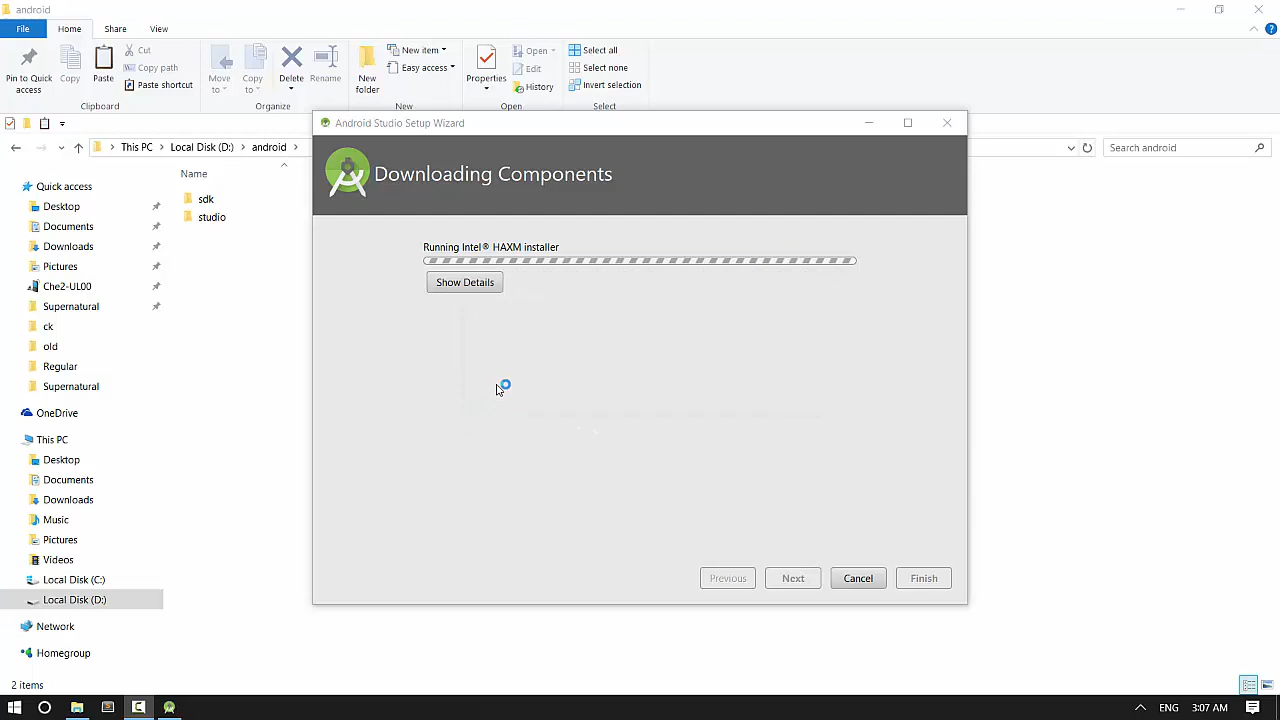 android
File
Home
Share
View
Pin to Quick access
Copy
Paste
Cut
Copy path
Paste shortcut
Clipboard
Move to
Copy to
Delete
Rename
Organize
New folder
New item
Easy access
New
Properties
Open
Edit
History
Open
Select all
Select none
Invert selection
Select
This PC
Local Disk (D:)
android
Search android
Quick access
Desktop
Documents
Downloads
Pictures
Che2-UL00
Supernatural
ck
old
Regular
Supernatural
OneDrive
This PC
Desktop
Documents
Downloads
Music
Pictures
Videos
Local Disk (C:)
Local Disk (D:)
Network
Homegroup
2 items
Name
sdk
studio
Android Studio Setup Wizard
Downloading Components
Running Intel® HAXM installer
Show Details
Previous
Next
Cancel
Finish
ENG
3:07 AM